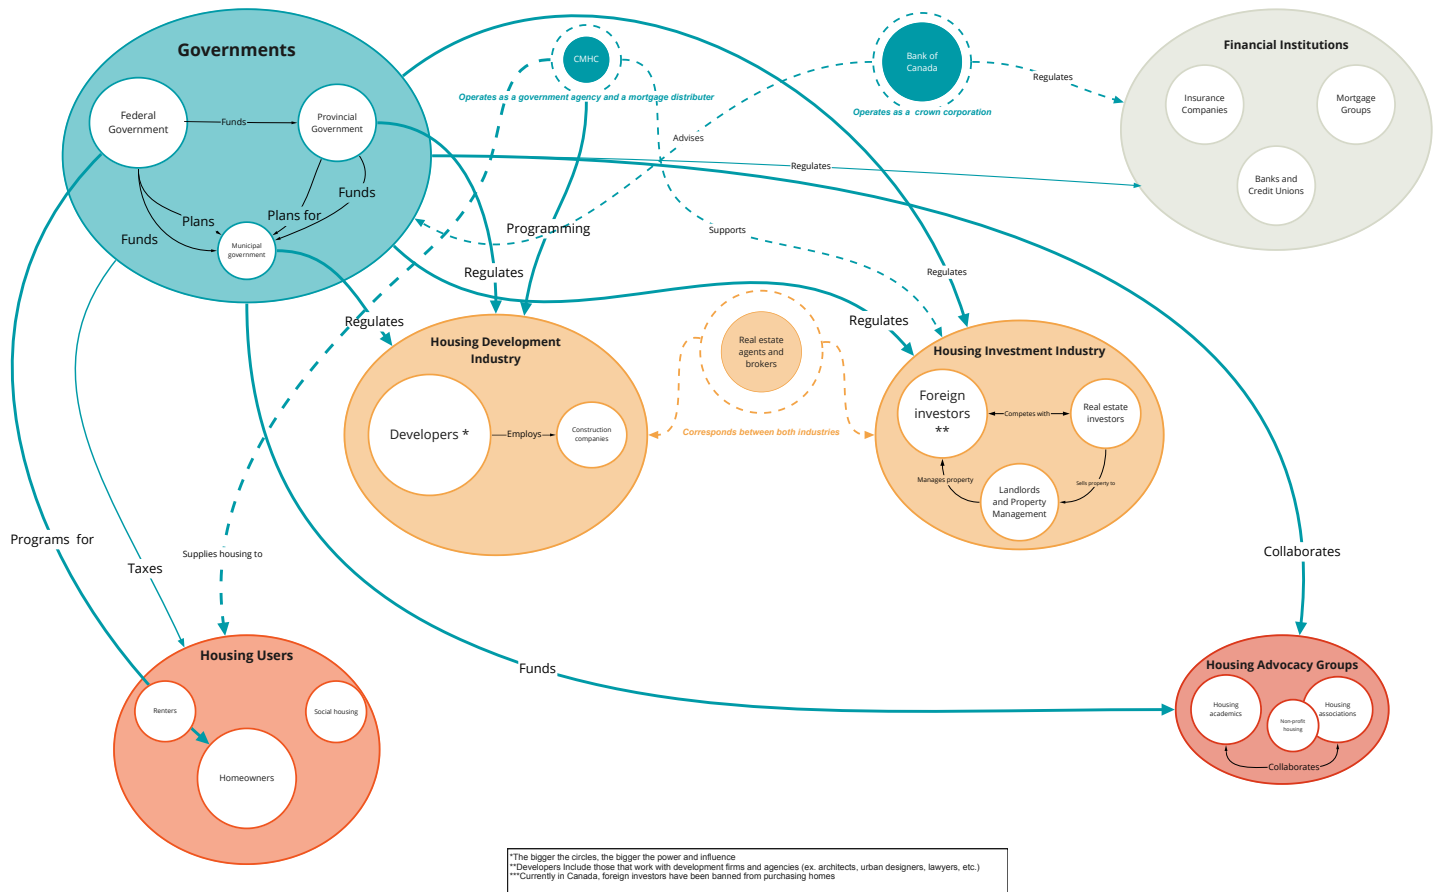 Governments
Federal
Government
Funds
Provincial
Government
Plans
Funds
Plans for
Funds
Municipal
government
CMHC
Operates as a government agency and a mortgage distributer
Bank of
Canada
Operates as a  crown corporation
Regulates
Financial Institutions
Insurance
Companies
Mortgage
Groups
Banks and
Credit Unions
Advises
Regulates
Programming
Supports
Regulates
Regulates
Regulates
Regulates
Housing Development
Industry
Developers *
Employs
Construction
companies
Real estate
agents and
brokers
Corresponds between both industries
Housing Investment Industry
Foreign
investors
**
Competes with
Real estate
investors
Manages property
Sells property to
Landlords
and Property
Management
Programs  for
Taxes
Supplies housing to
Collaborates
Funds
Housing Users
Renters
Social housing
Homeowners
Housing Advocacy Groups
Housing
academics
Non-profit
housing
Housing
associations
Collaborates
*The bigger the circles, the bigger the power and influence
**Developers Include those that work with development firms and agencies (ex. architects, urban designers, lawyers, etc.)
***Currently in Canada, foreign investors have been banned from purchasing homes